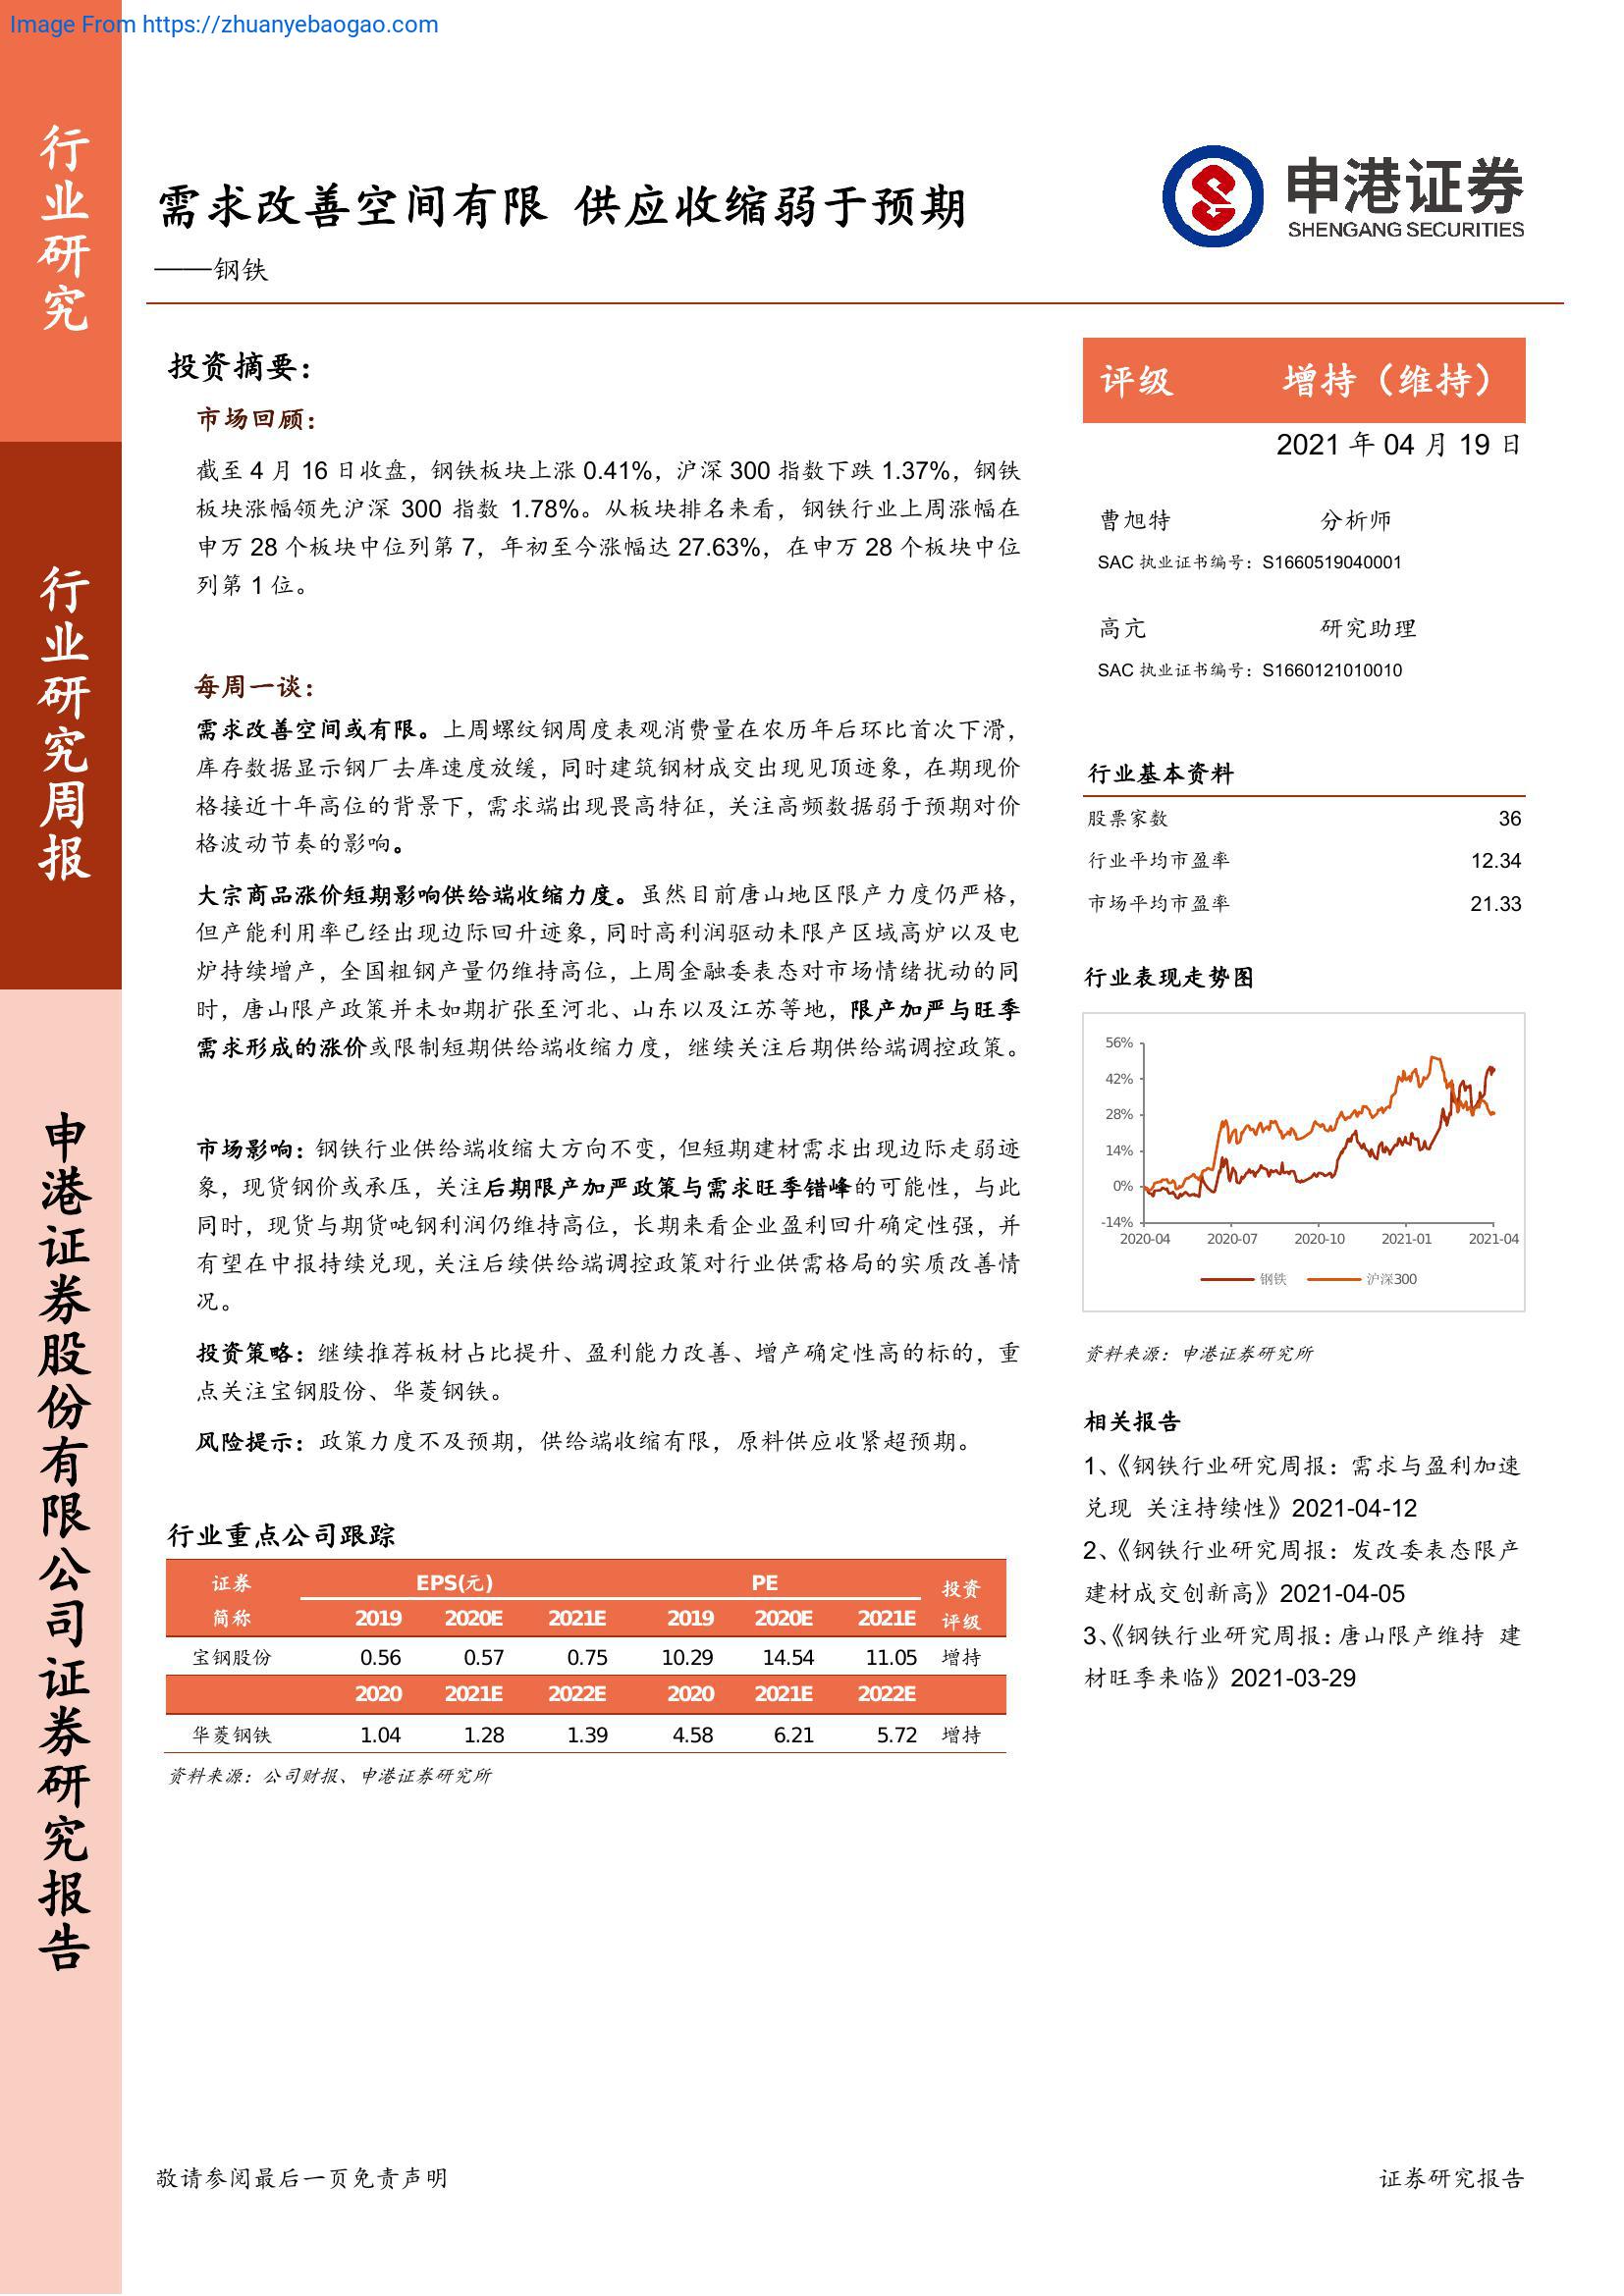 Image From https://zhuanyebaogao.com
行业研究
行业研究周报
申港证券股份有限公司证券研究报告
需求改善空间有限 供应收缩弱于预期
——钢铁
申港证券
SHENGANG SECURITIES
投资摘要：
市场回顾：
截至 4 月 16 日收盘，钢铁板块上涨 0.41%，沪深 300 指数下跌 1.37%，钢铁
板块涨幅领先沪深 300 指数 1.78%。从板块排名来看，钢铁行业上周涨幅在
申万 28 个板块中位列第 7，年初至今涨幅达 27.63%，在申万 28 个板块中位
列第 1 位。
每周一谈：
需求改善空间或有限。上周螺纹钢周度表观消费量在农历年后环比首次下滑，
库存数据显示钢厂去库速度放缓，同时建筑钢材成交出现见顶迹象，在期现价
格接近十年高位的背景下，需求端出现畏高特征，关注高频数据弱于预期对价
格波动节奏的影响。
大宗商品涨价短期影响供给端收缩力度。虽然目前唐山地区限产力度仍严格，
但产能利用率已经出现边际回升迹象，同时高利润驱动未限产区域高炉以及电
炉持续增产，全国粗钢产量仍维持高位，上周金融委表态对市场情绪扰动的同
时，唐山限产政策并未如期扩张至河北、山东以及江苏等地，限产加严与旺季
需求形成的涨价或限制短期供给端收缩力度，继续关注后期供给端调控政策。
市场影响：钢铁行业供给端收缩大方向不变，但短期建材需求出现边际走弱迹
象，现货钢价或承压，关注后期限产加严政策与需求旺季错峰的可能性，与此
同时，现货与期货吨钢利润仍维持高位，长期来看企业盈利回升确定性强，并
有望在中报持续兑现，关注后续供给端调控政策对行业供需格局的实质改善情
况。
投资策略：继续推荐板材占比提升、盈利能力改善、增产确定性高的标的，重
点关注宝钢股份、华菱钢铁。
风险提示：政策力度不及预期，供给端收缩有限，原料供应收紧超预期。
行业重点公司跟踪
证券 EPS(元) PE 投资
简称 2019 2020E 2021E 2019 2020E 2021E 评级
宝钢股份 0.56 0.57 0.75 10.29 14.54 11.05 增持
2020 2021E 2022E 2020 2021E 2022E
华菱钢铁 1.04 1.28 1.39 4.58 6.21 5.72 增持
资料来源：公司财报、申港证券研究所
评级 增持（维持）
2021 年 04 月 19 日
曹旭特 分析师
SAC 执业证书编号：S1660519040001
高亢 研究助理
SAC 执业证书编号：S1660121010010
行业基本资料
股票家数 36
行业平均市盈率 12.34
市场平均市盈率 21.33
行业表现走势图
56%
42%
28%
14%
0%
-14%
2020-04 2020-07 2020-10 2021-01 2021-04
钢铁 沪深300
资料来源：申港证券研究所
相关报告
1、《钢铁行业研究周报：需求与盈利加速
兑现 关注持续性》2021-04-12
2、《钢铁行业研究周报：发改委表态限产
建材成交创新高》2021-04-05
3、《钢铁行业研究周报：唐山限产维持 建
材旺季来临》2021-03-29
敬请参阅最后一页免责声明 证券研究报告